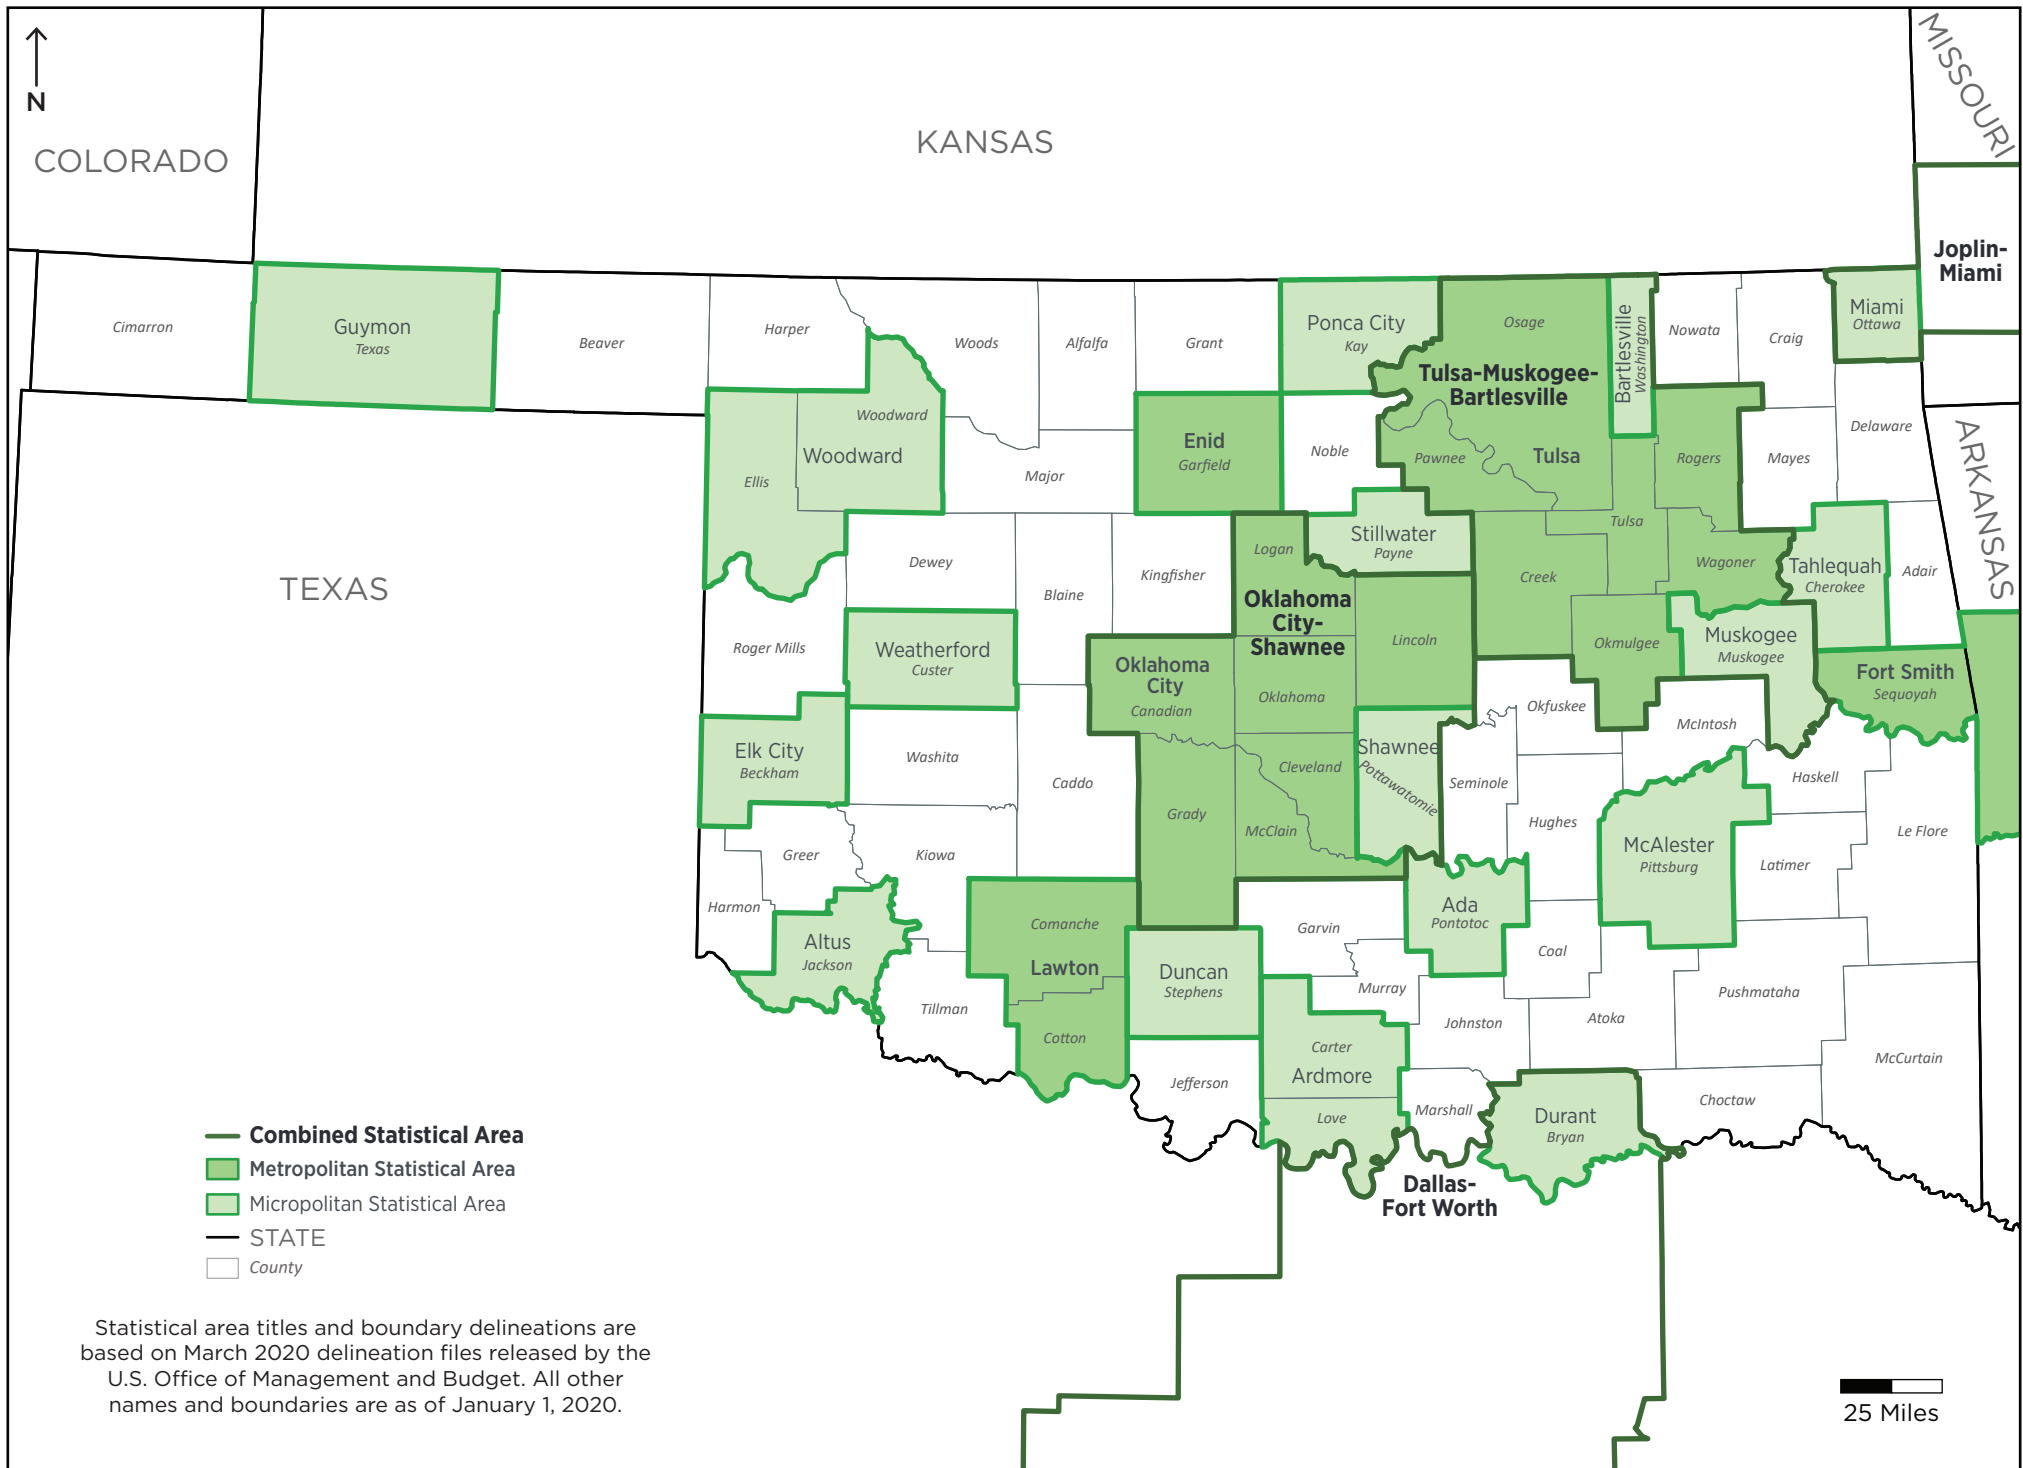 N
COLORADO
KANSAS
MISSOURI
Joplin-
Miami
Cimarron
Guymon
Texas
Beaver
Harper
Woods
Alfalfa
Grant
Ponca City
Kay
Osage
Bartlesville
Washington
Nowata
Craig
Miami
Ottawa
Tulsa-Muskogee-
Bartlesville
Woodward
Woodward
Ellis
Major
Enid
Garfield
Noble
Pawnee
Tulsa
Rogers
Mayes
Delaware
ARKANSAS
TEXAS
Dewey
Blaine
Kingfisher
Logan
Stillwater
Payne
Tulsa
Creek
Wagoner
Tahlequah
Cherokee
Adair
Oklahoma
City-
Shawnee
Lincoln
Okmulgee
Muskogee
Muskogee
Roger Mills
Weatherford
Custer
Oklahoma
City
Canadian
Oklahoma
Fort Smith
Sequoyah
Okfuskee
McIntosh
Elk City
Beckham
Washita
Caddo
Grady
Cleveland
McClain
Shawnee
Pottawatomie
Seminole
Hughes
Haskell
McAlester
Pittsburg
Latimer
Le Flore
Greer
Kiowa
Harmon
Altus
Jackson
Comanche
Lawton
Cotton
Tillman
Duncan
Stephens
Garvin
Ada
Pontotoc
Coal
Murray
Johnston
Atoka
Pushmataha
McCurtain
Jefferson
Carter
Ardmore
Love
Marshall
Durant
Bryan
Choctaw
Dallas-
Fort Worth
Combined Statistical Area
Metropolitan Statistical Area
Micropolitan Statistical Area
STATE
County
Statistical area titles and boundary delineations are
based on March 2020 delineation files released by the
U.S. Office of Management and Budget. All other
names and boundaries are as of January 1, 2020.
25 Miles